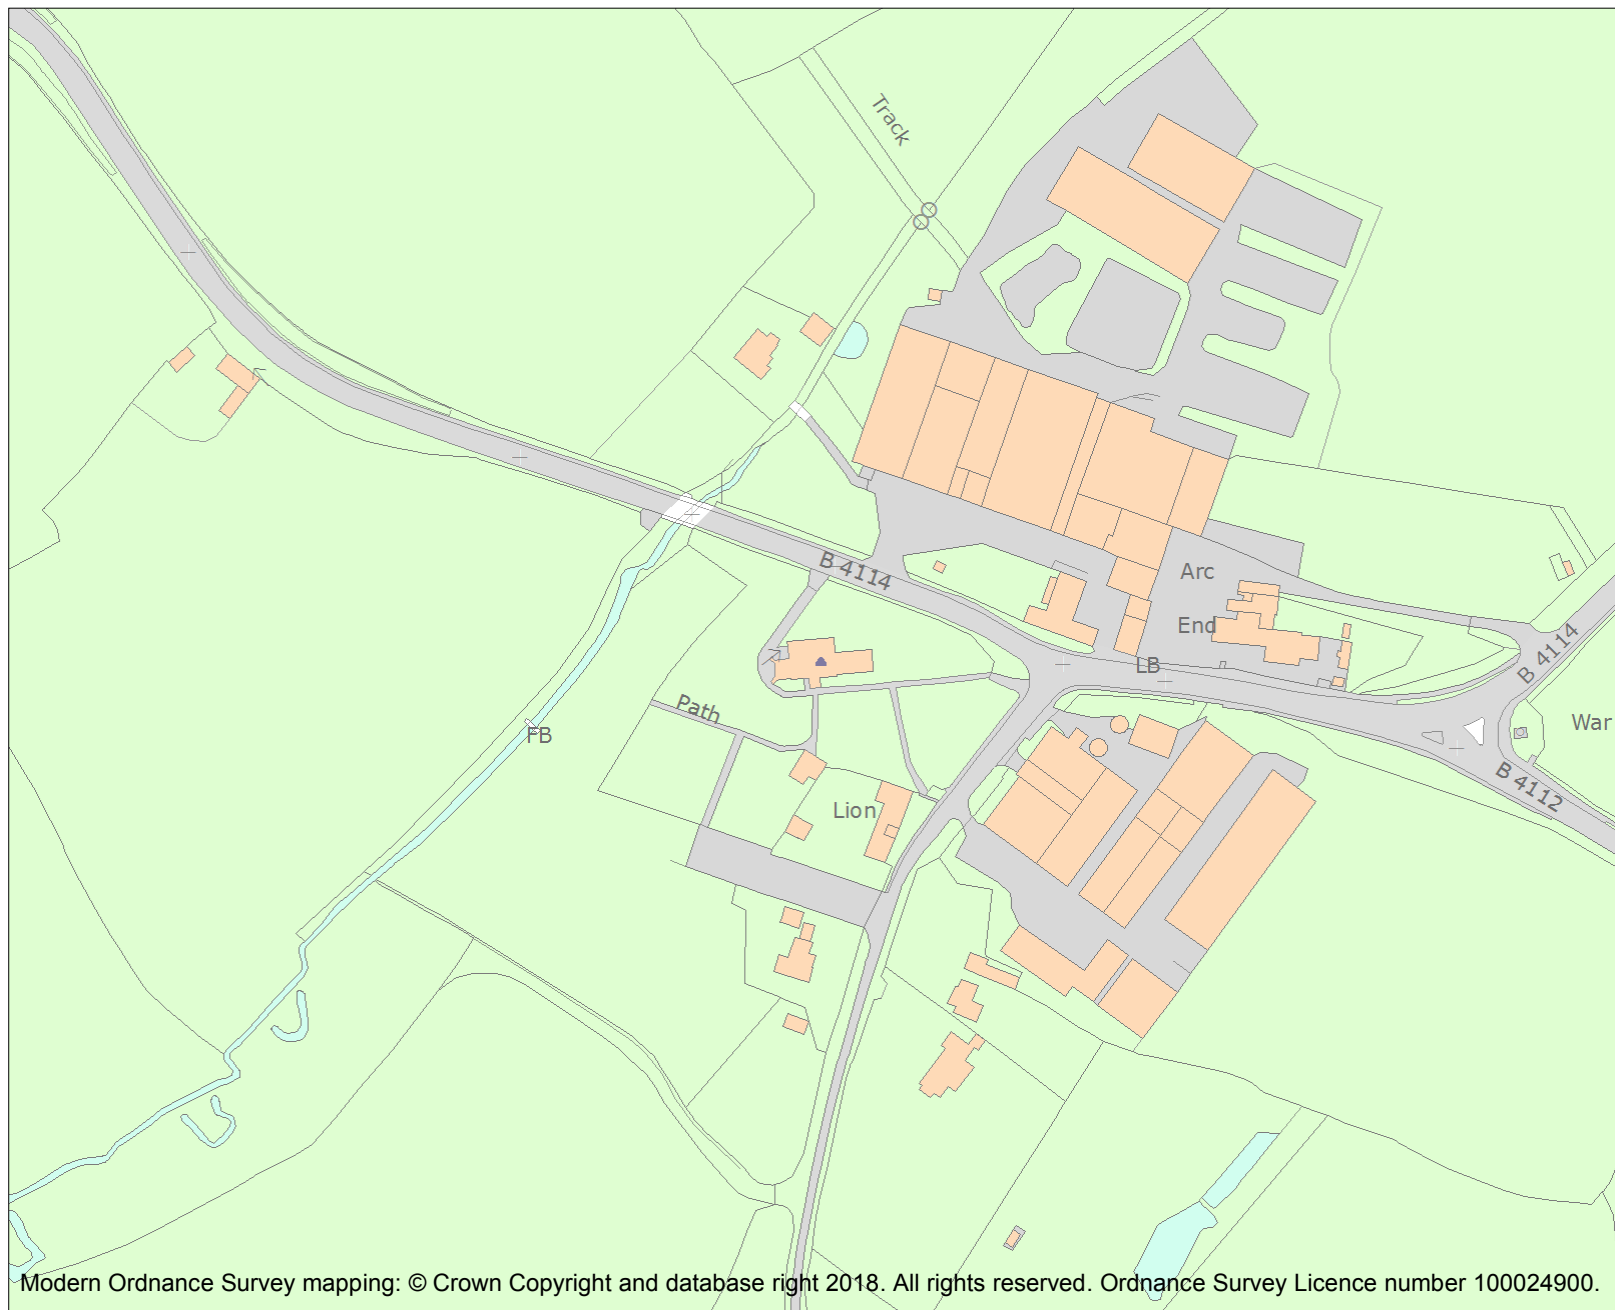 Track
B 4114
Arc
End
B 4114
LB
Path
War
FB
B 4112
Lion
Modern Ordnance Survey mapping: © Crown Copyright and database right 2018. All rights reserved. Ordnance Survey Licence number 100024900.